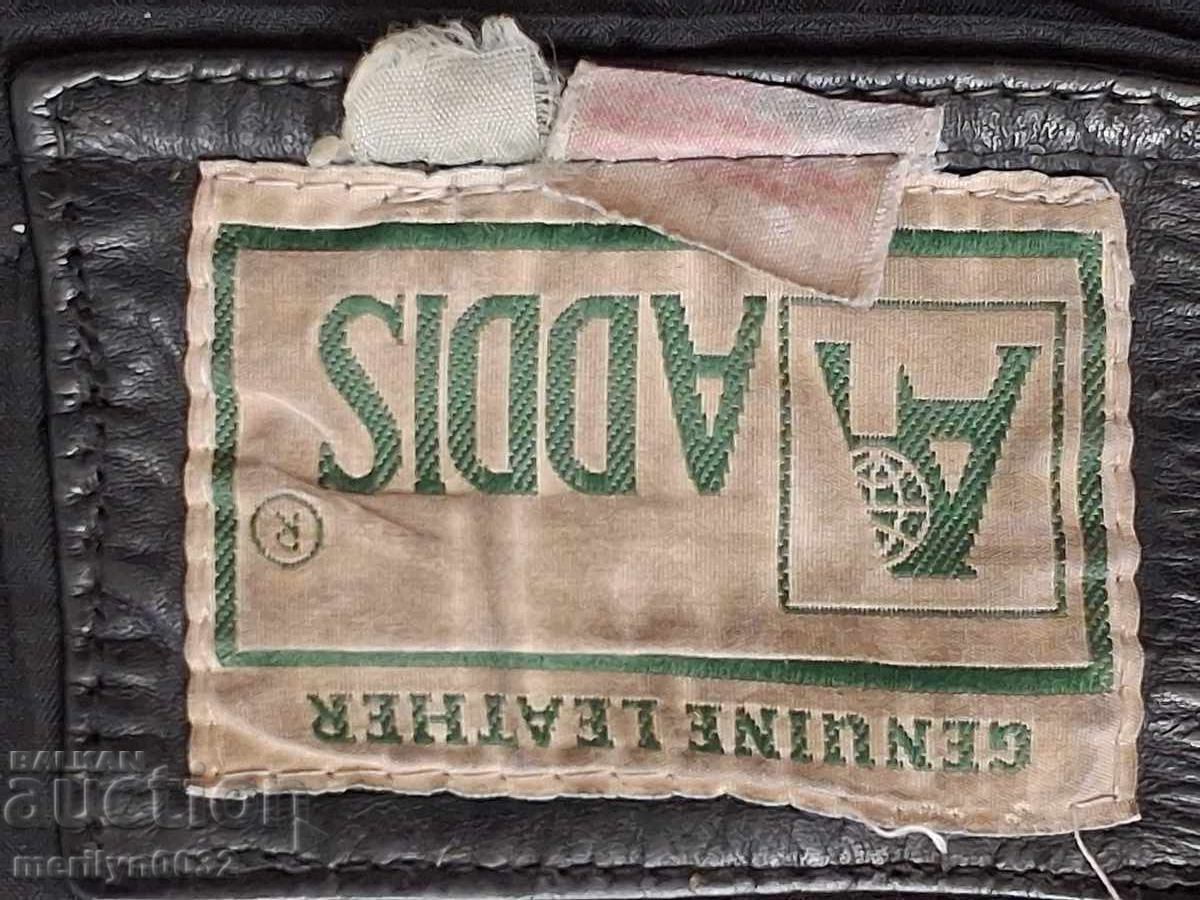 GENUINE LEATHER
®
A
ADDIS
BALKAN
auction
merilyn0032